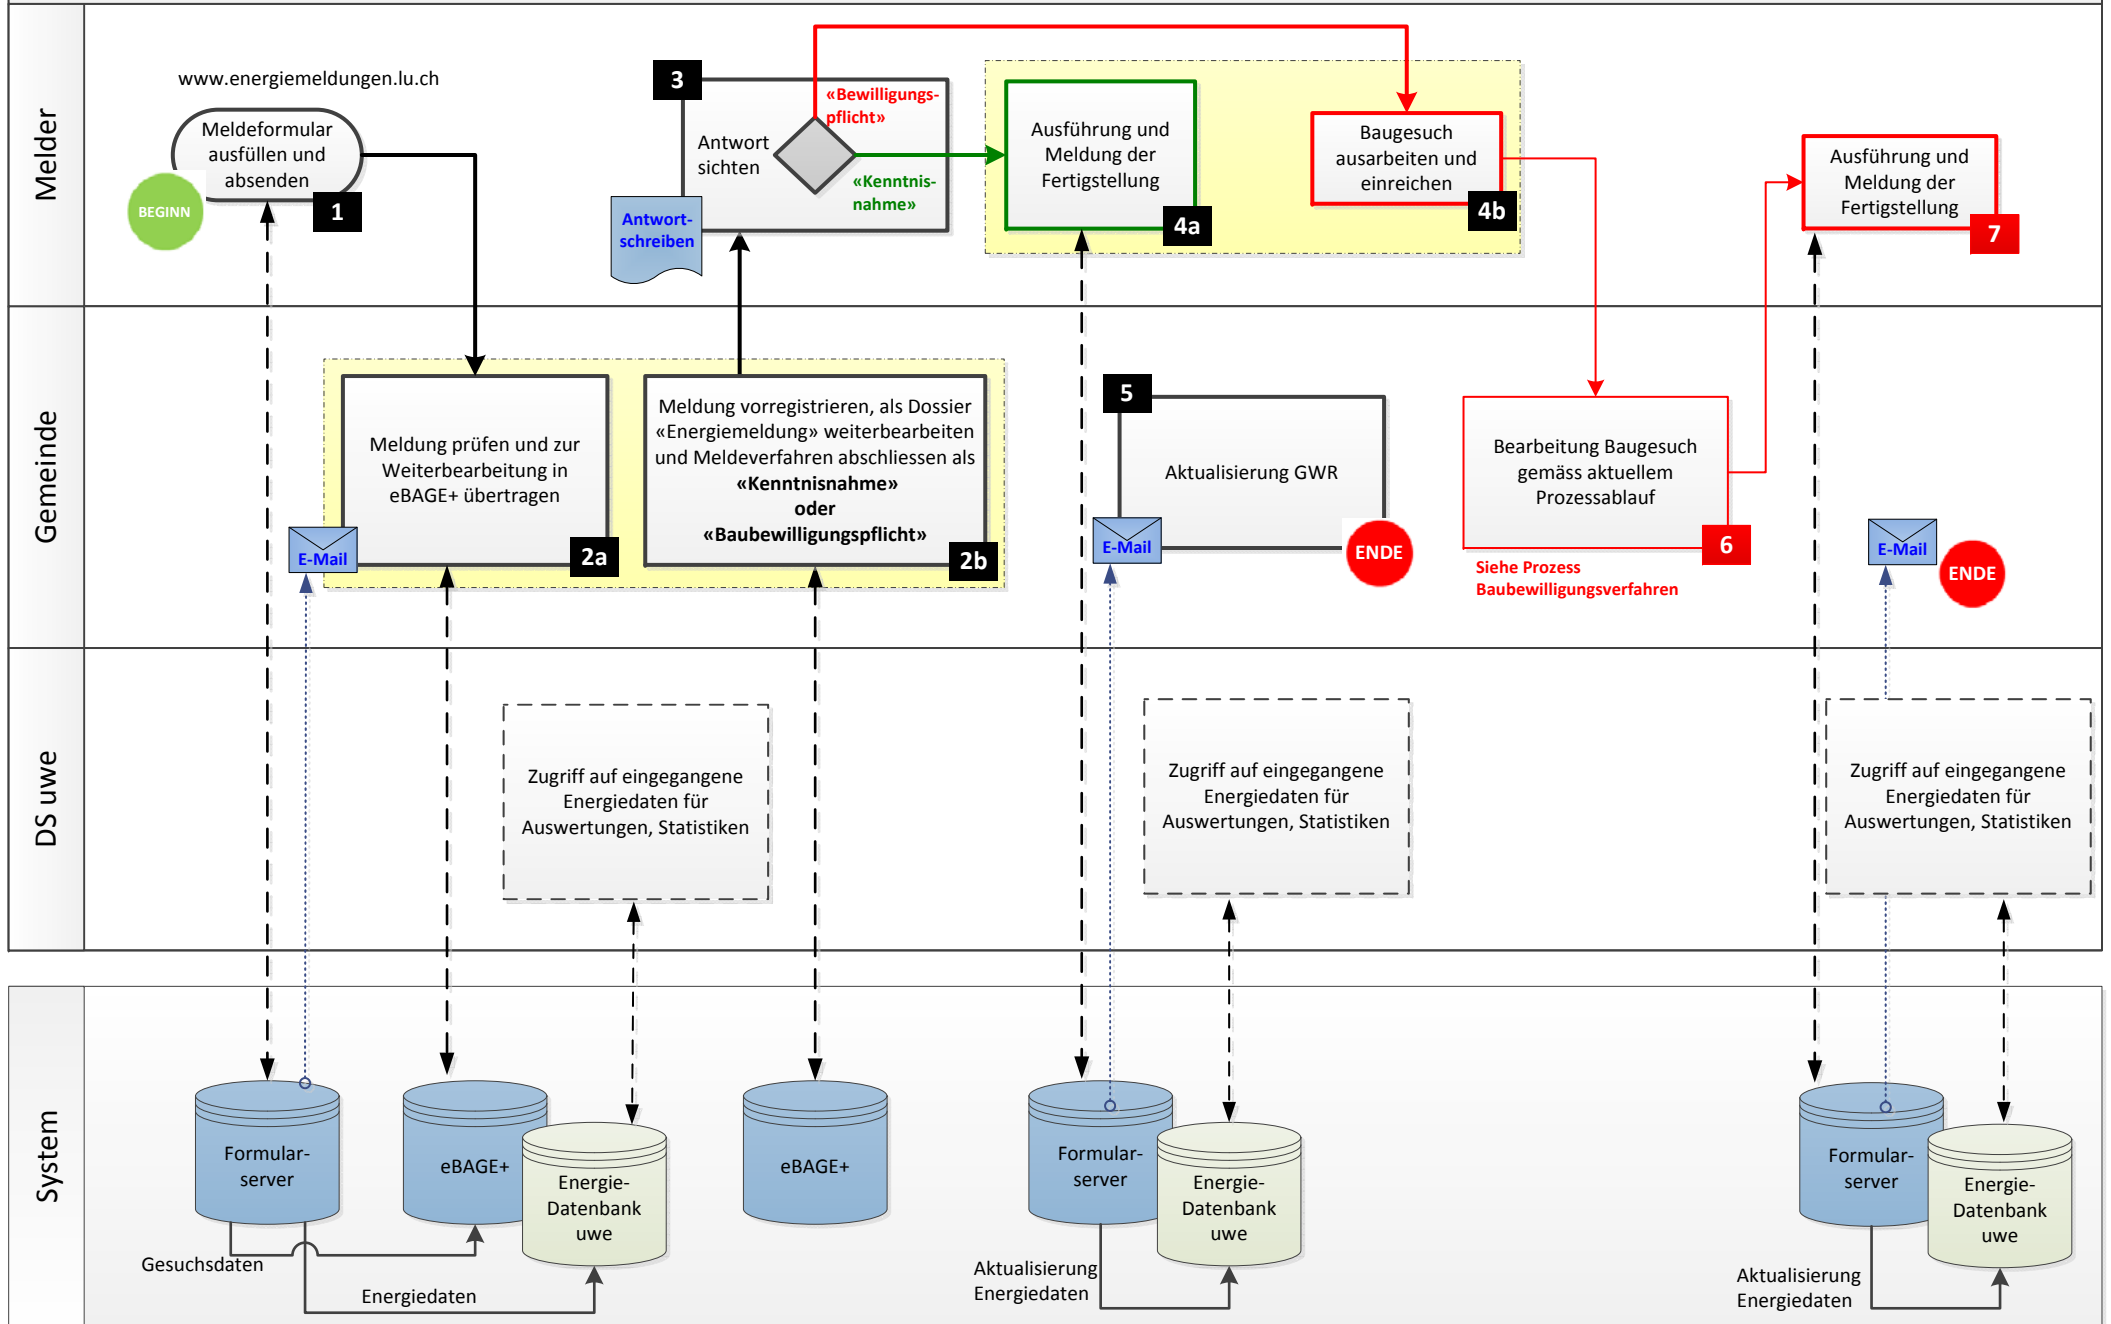 Melder
www.energiemeldungen.lu.ch
Meldeformular
ausfüllen und
absenden
BEGINN
1
3
Antwort
sichten
«Bewilligungs-
pflicht»
«Kenntnis-
nahme»
Antwort-
schreiben
Ausführung und
Meldung der
Fertigstellung
4a
Baugesuch
ausarbeiten und
einreichen
4b
Ausführung und
Meldung der
Fertigstellung
7
Gemeinde
Meldung prüfen und zur
Weiterbearbeitung in
eBAGE+ übertragen
E-Mail
2a
Meldung vorregistrieren, als Dossier
«Energiemeldung» weiterbearbeiten
und Meldeverfahren abschliessen als
«Kenntnisnahme»
oder
«Baubewilligungspflicht»
2b
5
Aktualisierung GWR
E-Mail
ENDE
Bearbeitung Baugesuch
gemäss aktuellem
Prozessablauf
6
Siehe Prozess
Baubewilligungsverfahren
E-Mail
ENDE
DS uwe
Zugriff auf eingegangene
Energiedaten für
Auswertungen, Statistiken
Zugriff auf eingegangene
Energiedaten für
Auswertungen, Statistiken
Zugriff auf eingegangene
Energiedaten für
Auswertungen, Statistiken
System
Formular-
server
eBAGE+
Energie-
Datenbank
uwe
Gesuchsdaten
Energiedaten
eBAGE+
Formular-
server
Energie-
Datenbank
uwe
Aktualisierung
Energiedaten
Formular-
server
Energie-
Datenbank
uwe
Aktualisierung
Energiedaten